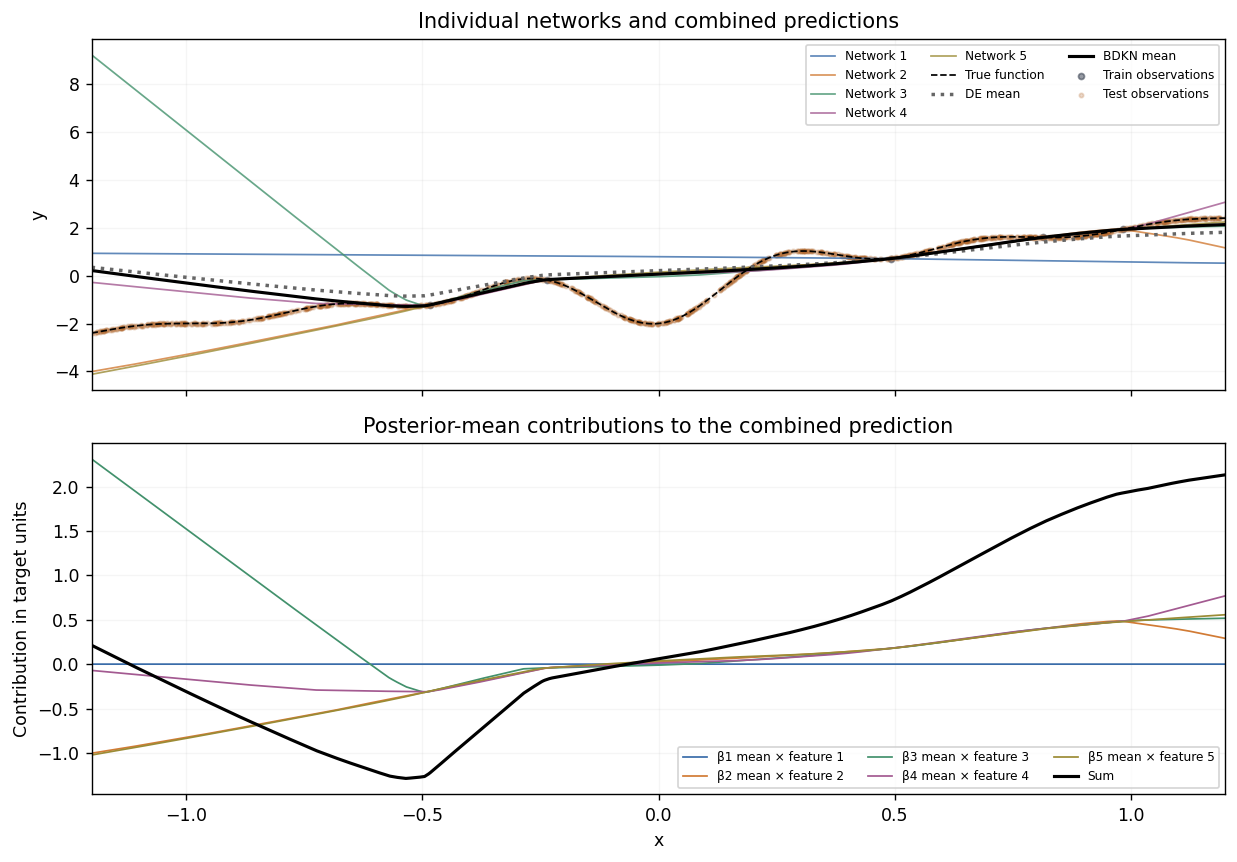 Individual networks and combined predictions
8
6
4
2
0
−2
−4
y
Network 1
Network 2
Network 3
Network 4
Network 5
True function
DE mean
BDKN mean
Train observations
Test observations
Posterior-mean contributions to the combined prediction
2.0
1.5
1.0
0.5
0.0
−0.5
−1.0
Contribution in target units
β1 mean × feature 1
β2 mean × feature 2
β3 mean × feature 3
β4 mean × feature 4
β5 mean × feature 5
Sum
−1.0
−0.5
0.0
0.5
1.0
x